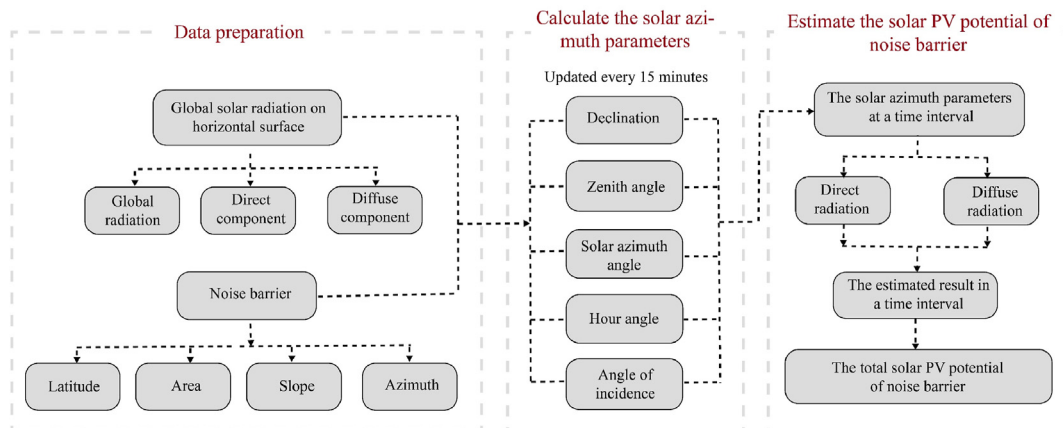 Data preparation
Global solar radiation on
horizontal surface
Global
radiation
Direct
component
Diffuse
component
Noise barrier
Latitude
Area
Slope
Azimuth
Calculate the solar azi-
muth parameters
Updated every 15 minutes
Declination
Zenith angle
Solar azimuth
angle
Hour angle
Angle of
incidence
Estimate the solar PV potential of
noise barrier
The solar azimuth parameters
at a time interval
Direct
radiation
Diffuse
radiation
The estimated result in
a time interval
The total solar PV potential
of noise barrier